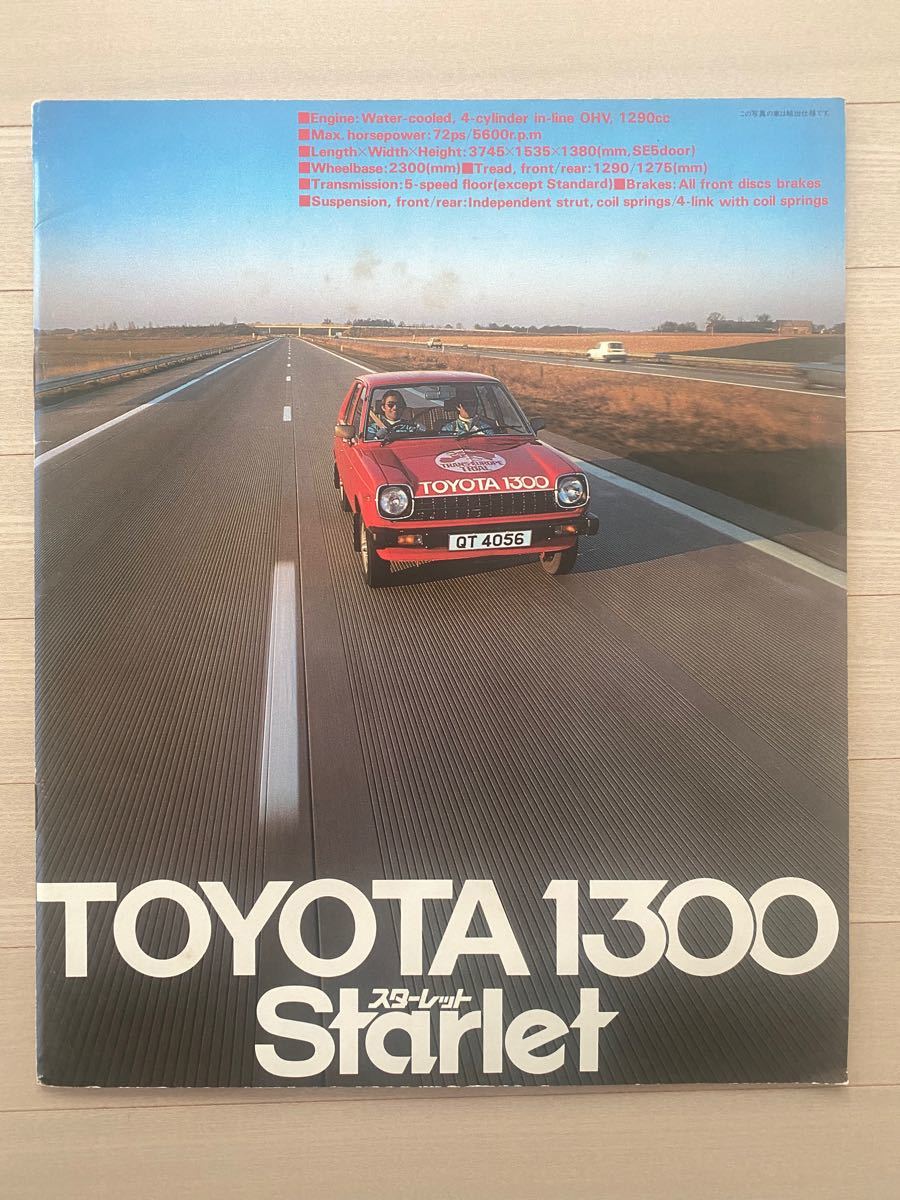 この写真の車は輸出仕様です。
■Engine: Water-cooled, 4-cylinder in-line OHV, 1290cc
■Max. horsepower: 72ps/5600r.p.m
■Length×Width×Height: 3745×1535×1380(mm, SE5door)
■Wheelbase: 2300(mm)■Tread, front/rear: 1290/1275(mm)
■Transmission: 5-speed floor(except Standard)■Brakes: All front discs brakes
■Suspension, front/rear: Independent strut, coil springs/4-link with coil springs
TRANS-EUROPE
TRIAL
TOYOTA 1300
QT 4056
TOYOTA 1300
スターレット
Starlet